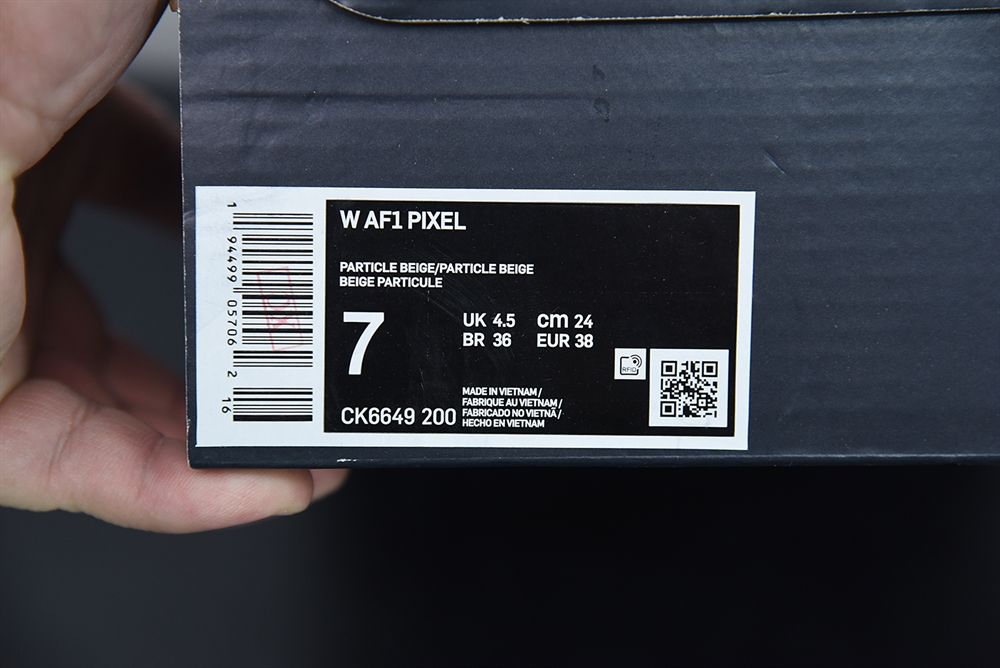 W AF1 PIXEL
PARTICLE BEIGE/PARTICLE BEIGE
BEIGE PARTICULE
7
UK 4.5 cm 24
BR 36 EUR 38
RFID
MADE IN VIETNAM /
FABRIQUE AU VIETNAM /
FABRICADO NO VIETNÃ /
HECHO EN VIETNAM
CK6649 200
1 94499 05706 2 16